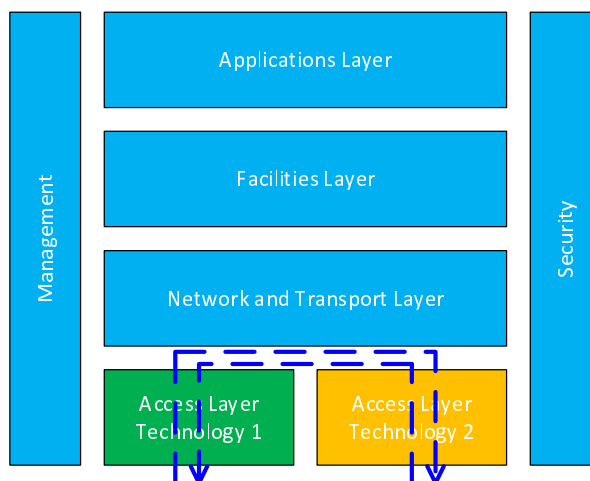 Applications Layer
Facilities Layer
Management
Security
Network and Transport Layer
Access Layer
Technology 1
Access Layer
Technology 2